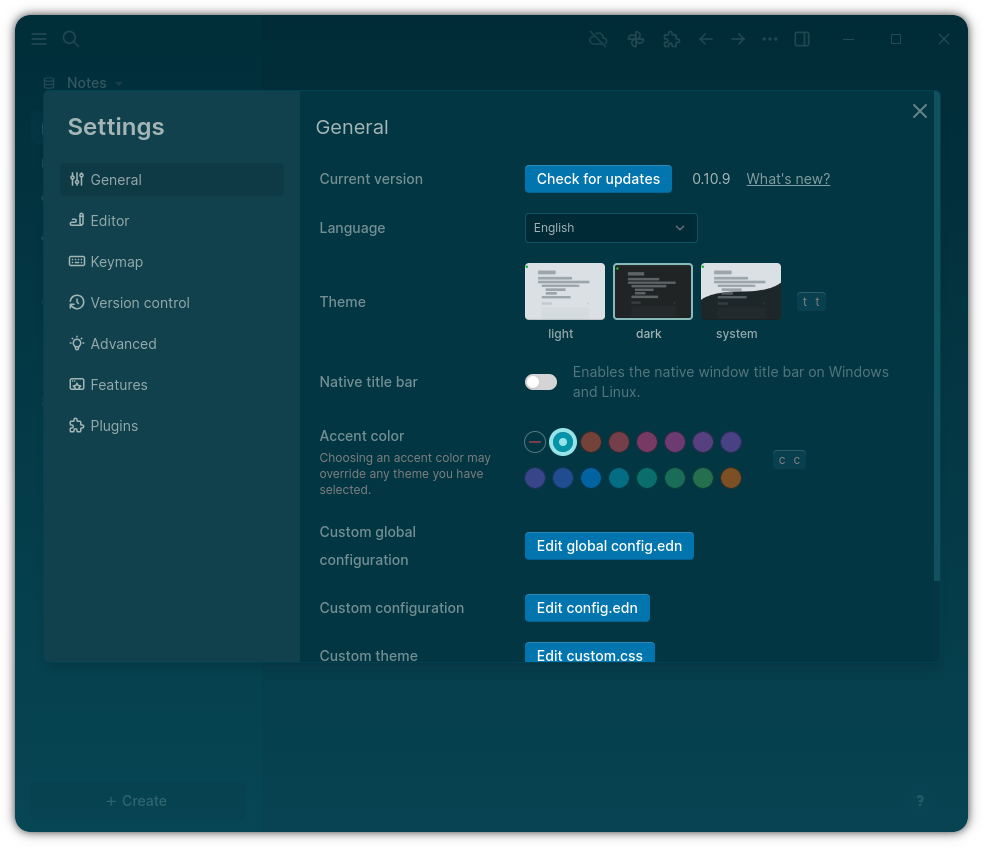 Notes
Settings
General
Editor
Keymap
Version control
Advanced
Features
Plugins
General
Current version
Check for updates
0.10.9
What's new?
Language
English
Theme
light
dark
system
t t
Native title bar
Enables the native window title bar on Windows
and Linux.
Accent color
Choosing an accent color may
override any theme you have
selected.
c c
Custom global
configuration
Edit global config.edn
Custom configuration
Edit config.edn
Custom theme
Edit custom.css
+ Create
?